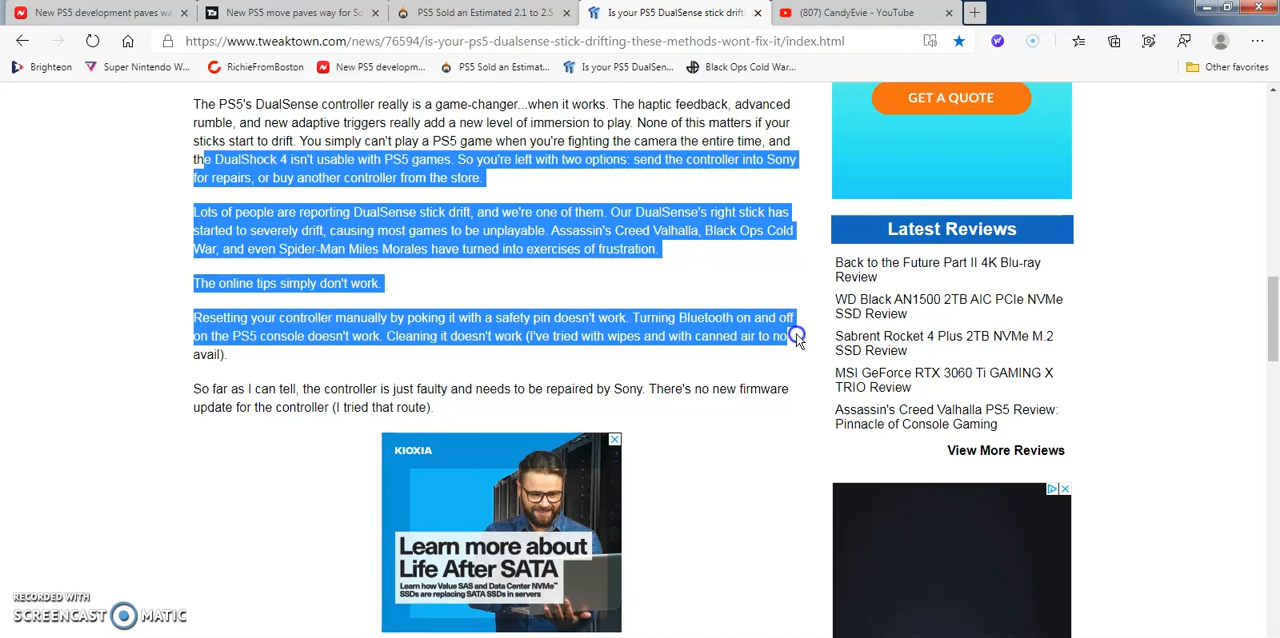 New PS5 development paves wa
New PS5 move paves way for So
PS5 Sold an Estimated 2.1 to 2.5
Is your PS5 DualSense stick drifti
(807) CandyEvie - YouTube
https://www.tweaktown.com/news/76594/is-your-ps5-dualsense-stick-drifting-these-methods-wont-fix-it/index.html
Brighteon
Super Nintendo W...
RichieFromBoston
New PS5 developm...
PS5 Sold an Estimat...
Is your PS5 DualSen...
Black Ops Cold War...
Other favorites
The PS5's DualSense controller really is a game-changer...when it works. The haptic feedback, advanced
rumble, and new adaptive triggers really add a new level of immersion to play. None of this matters if your
sticks start to drift. You simply can't play a PS5 game when you're fighting the camera the entire time, and
the DualShock 4 isn't usable with PS5 games. So you're left with two options: send the controller into Sony
for repairs, or buy another controller from the store.
Lots of people are reporting DualSense stick drift, and we're one of them. Our DualSense's right stick has
started to severely drift, causing most games to be unplayable. Assassin's Creed Valhalla, Black Ops Cold
War, and even Spider-Man Miles Morales have turned into exercises of frustration.
The online tips simply don't work.
Resetting your controller manually by poking it with a safety pin doesn't work. Turning Bluetooth on and off
on the PS5 console doesn't work. Cleaning it doesn't work (I've tried with wipes and with canned air to no
avail).
So far as I can tell, the controller is just faulty and needs to be repaired by Sony. There's no new firmware
update for the controller (I tried that route).
KIOXIA
Learn more about
Life After SATA
Learn how Value SAS and Data Center NVMe™
SSDs are replacing SATA SSDs in servers
GET A QUOTE
Latest Reviews
Back to the Future Part II 4K Blu-ray
Review
WD Black AN1500 2TB AIC PCIe NVMe
SSD Review
Sabrent Rocket 4 Plus 2TB NVMe M.2
SSD Review
MSI GeForce RTX 3060 Ti GAMING X
TRIO Review
Assassin's Creed Valhalla PS5 Review:
Pinnacle of Console Gaming
View More Reviews
RECORDED WITH
SCREENCAST MATIC